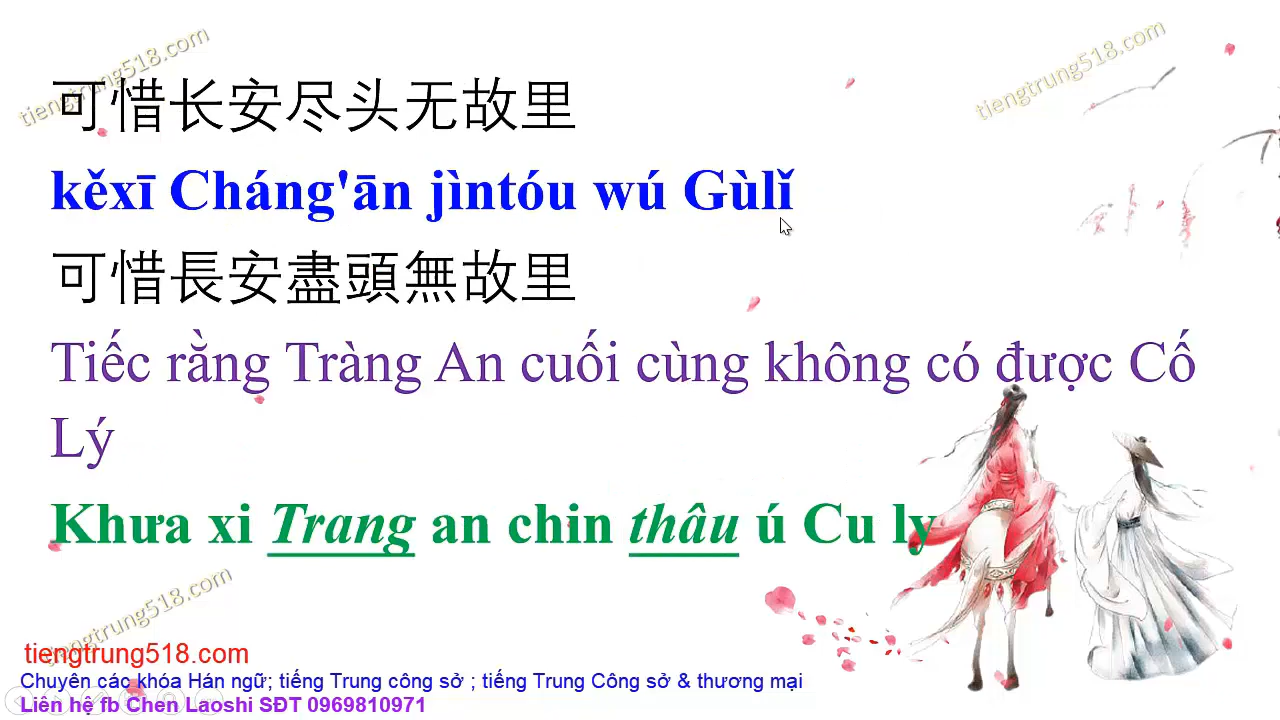 tiengtrung518.com
tiengtrung518.com
可惜长安尽头无故里
kěxī Cháng'ān jìntóu wú Gùlǐ
可惜長安盡頭無故里
Tiếc rằng Tràng An cuối cùng không có được Cố
Lý
Khưa xi Trang an chin thâu ú Cu ly
tiengtrung518.com
tiengtrung518.com
Chuyên các khóa Hán ngữ; tiếng Trung công sở ; tiếng Trung Công sở & thương mại
Liên hệ fb Chen Laoshi SĐT 0969810971